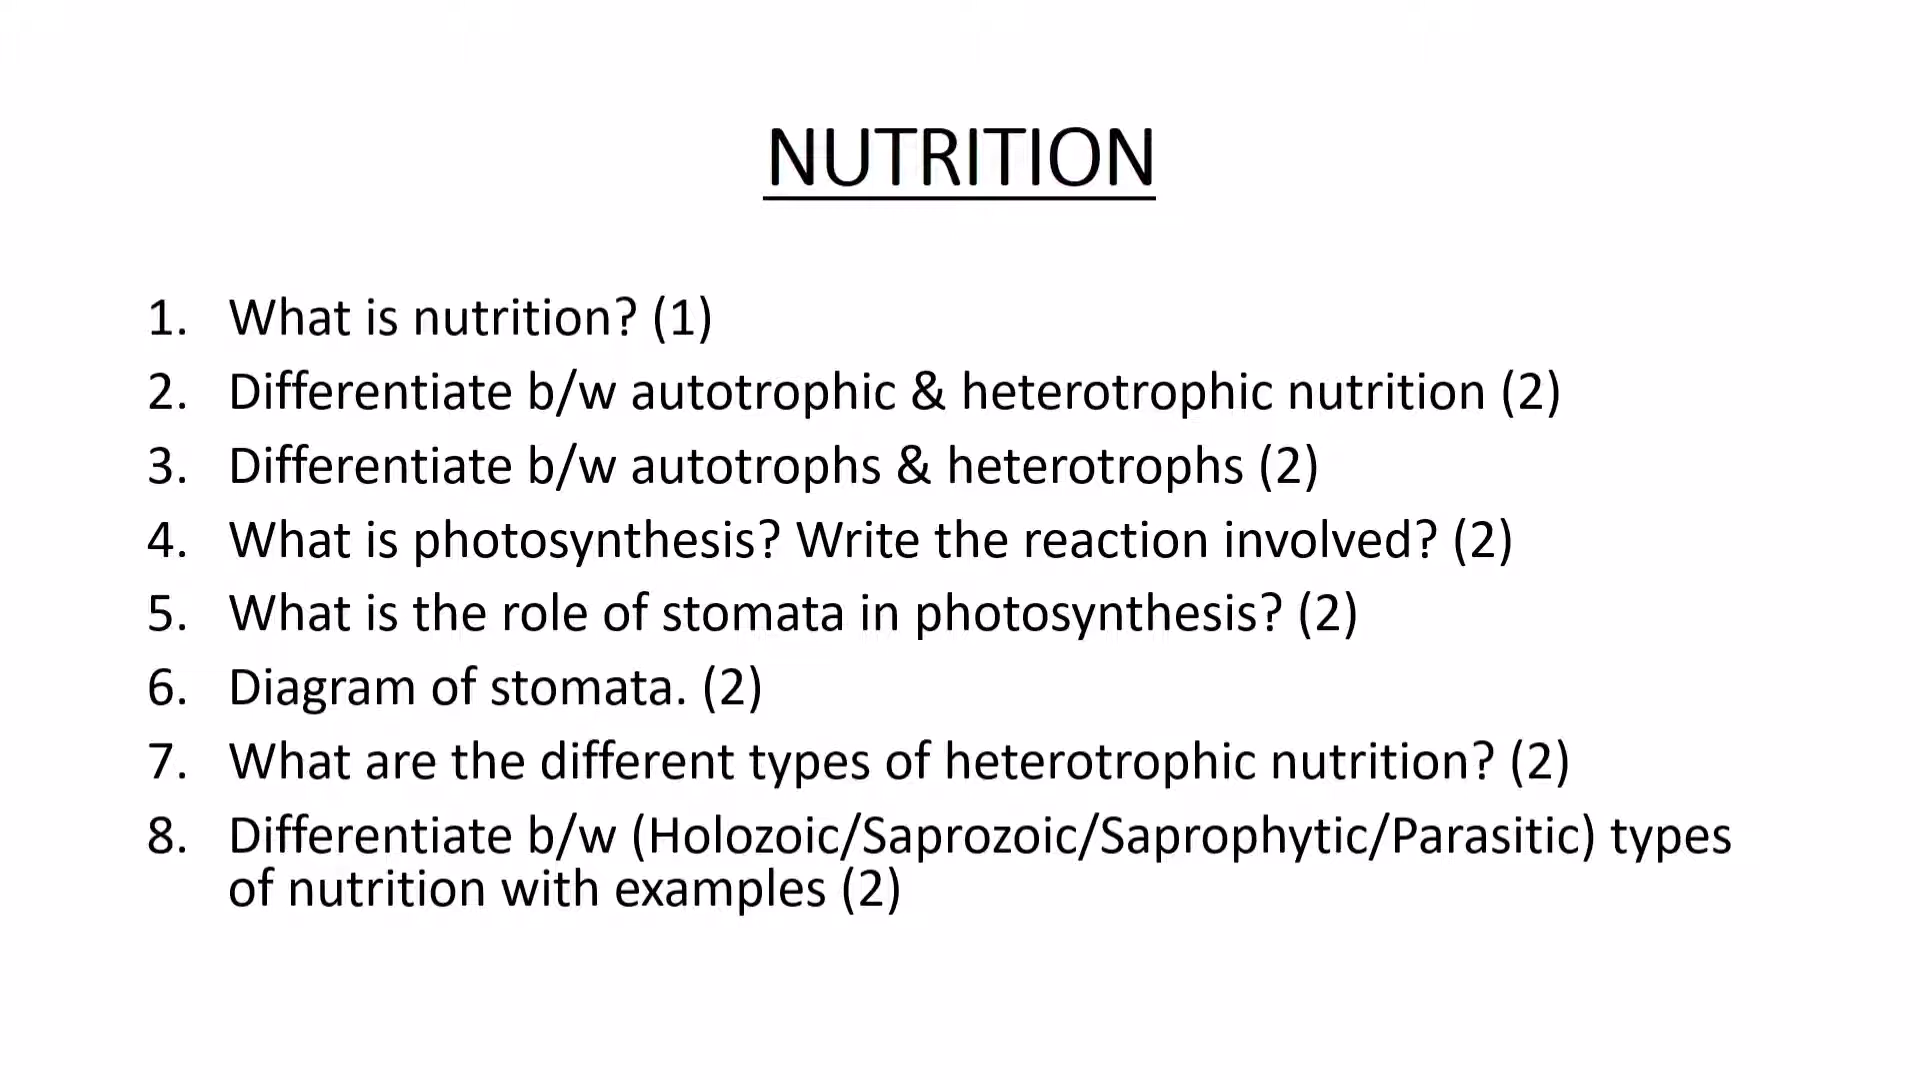 NUTRITION
1. What is nutrition? (1)
2. Differentiate b/w autotrophic & heterotrophic nutrition (2)
3. Differentiate b/w autotrophs & heterotrophs (2)
4. What is photosynthesis? Write the reaction involved? (2)
5. What is the role of stomata in photosynthesis? (2)
6. Diagram of stomata. (2)
7. What are the different types of heterotrophic nutrition? (2)
8. Differentiate b/w (Holozoic/Saprozoic/Saprophytic/Parasitic) types
of nutrition with examples (2)